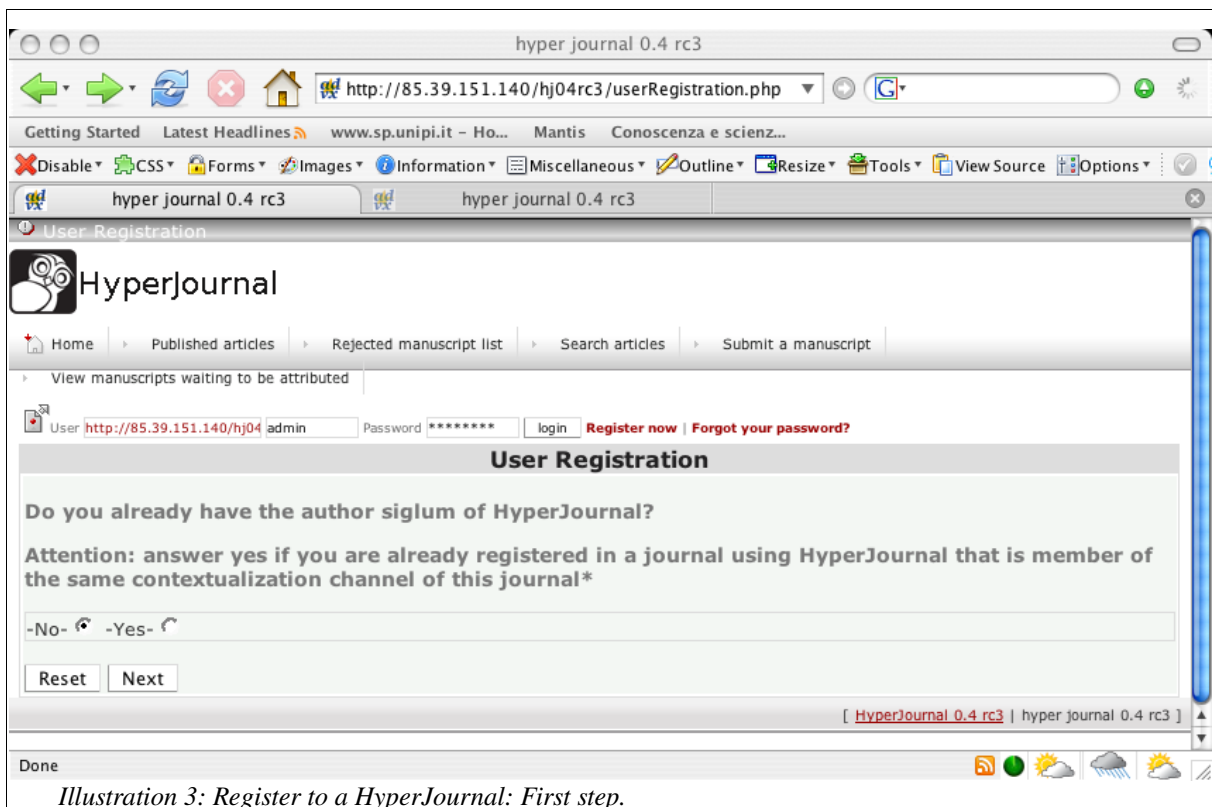 hyper journal 0.4 rc3
http://85.39.151.140/hj04rc3/userRegistration.php
Getting Started Latest Headlines www.sp.unipi.it – Ho... Mantis Conoscenza e scienz...
Disable CSS Forms Images Information Miscellaneous Outline Resize Tools View Source Options
hyper journal 0.4 rc3 hyper journal 0.4 rc3
User Registration
HyperJournal
Home Published articles Rejected manuscript list Search articles Submit a manuscript
View manuscripts waiting to be attributed
User http://85.39.151.140/hj04 admin Password ******** login Register now | Forgot your password?
User Registration
Do you already have the author siglum of HyperJournal?
Attention: answer yes if you are already registered in a journal using HyperJournal that is member of
the same contextualization channel of this journal*
-No- -Yes-
Reset Next
[ HyperJournal 0.4 rc3 | hyper journal 0.4 rc3 ]
Done
Illustration 3: Register to a HyperJournal: First step.